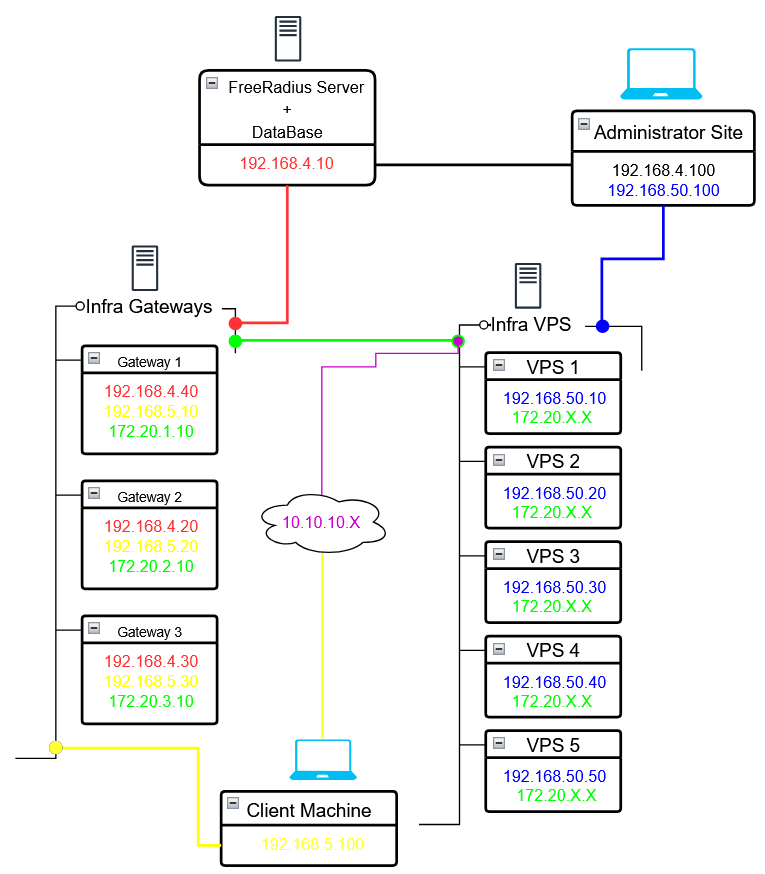 FreeRadius Server
+
DataBase
192.168.4.10
Administrator Site
192.168.4.100
192.168.50.100
Infra Gateways
Gateway 1
192.168.4.40
192.168.5.10
172.20.1.10
Gateway 2
192.168.4.20
192.168.5.20
172.20.2.10
Gateway 3
192.168.4.30
192.168.5.30
172.20.3.10
10.10.10.X
Infra VPS
VPS 1
192.168.50.10
172.20.X.X
VPS 2
192.168.50.20
172.20.X.X
VPS 3
192.168.50.30
172.20.X.X
VPS 4
192.168.50.40
172.20.X.X
VPS 5
192.168.50.50
172.20.X.X
Client Machine
192.168.5.100